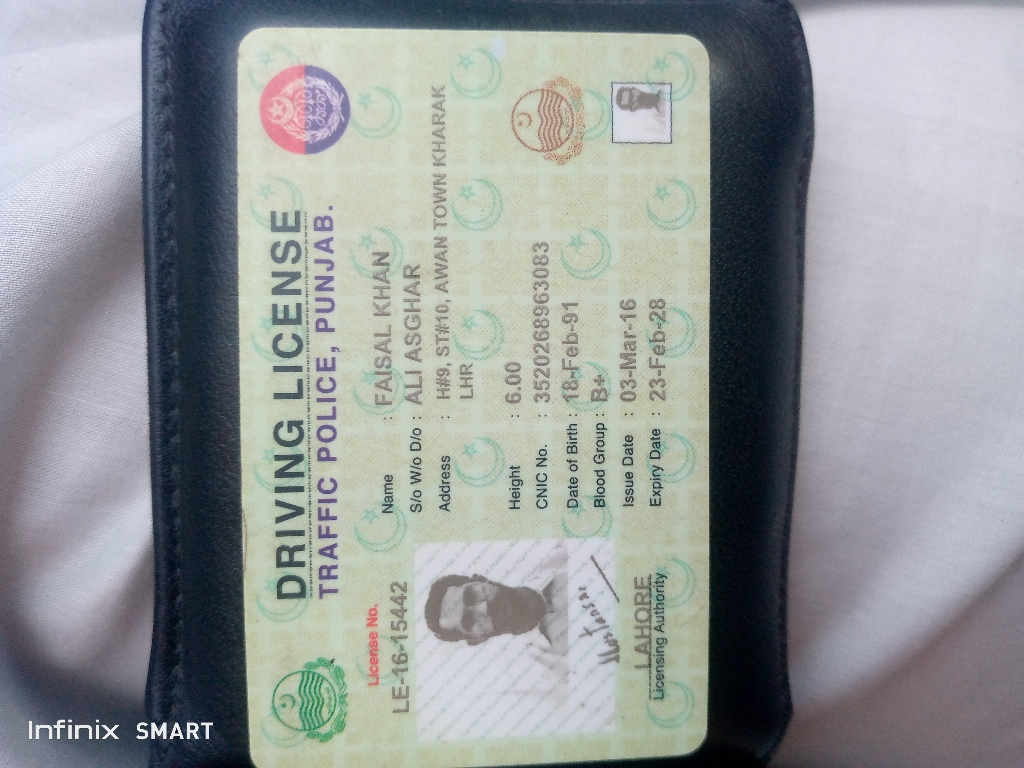 DRIVING LICENSE
TRAFFIC POLICE, PUNJAB.
License No.
LE-16-15442
Name : FAISAL KHAN
S/o W/o D/o : ALI ASGHAR
Address : H#9, ST#10, AWAN TOWN KHARAK
LHR
Height : 6.00
CNIC No. : 3520268963083
Date of Birth : 18-Feb-91
Blood Group : B+
Issue Date : 03-Mar-16
Expiry Date : 23-Feb-28
LAHORE
Licensing Authority
Infinix SMART